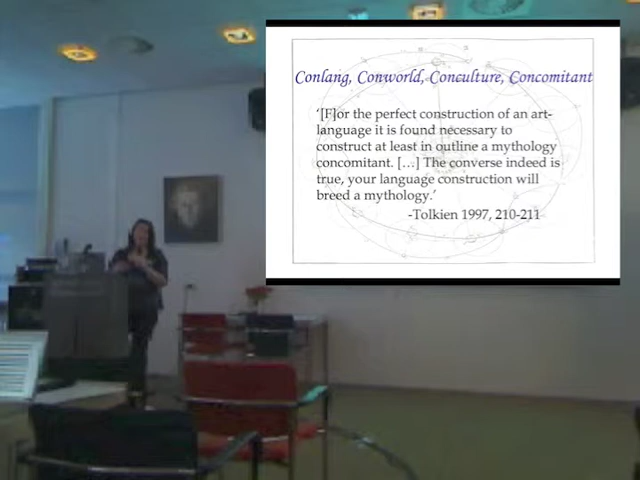 Conlang, Conworld, Conculture, Concomitant
‘[F]or the perfect construction of an art-
language it is found necessary to
construct at least in outline a mythology
concomitant. […] The converse indeed is
true, your language construction will
breed a mythology.’
-Tolkien 1997, 210-211